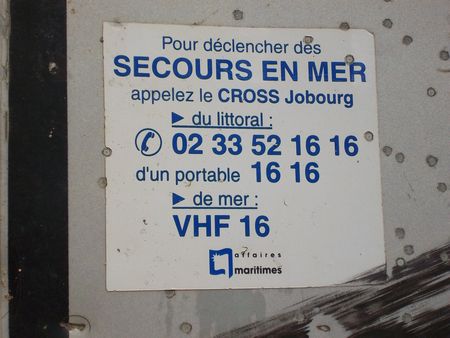 Pour déclencher des
SECOURS EN MER
appelez le CROSS Jobourg
► du littoral :
✆ 02 33 52 16 16
d'un portable 16 16
► de mer :
VHF 16
affaires
maritimes